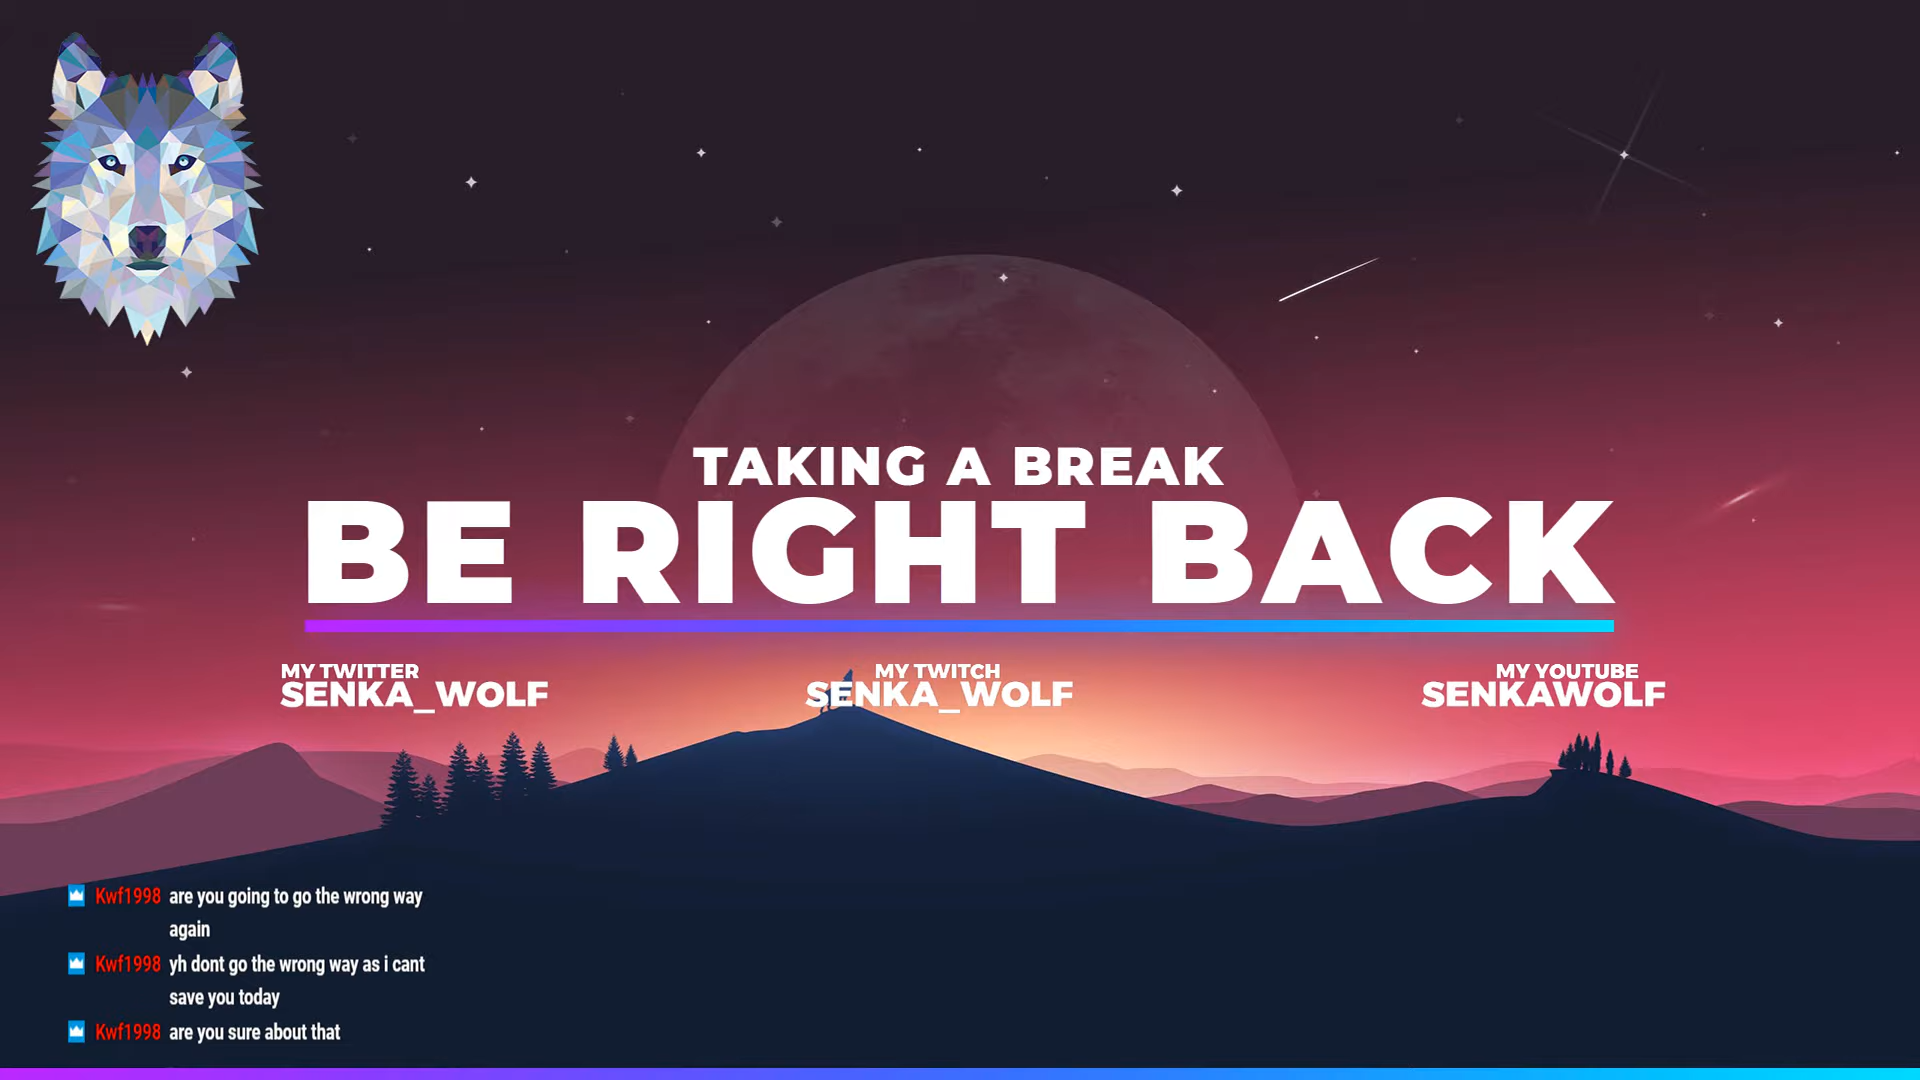 TAKING A BREAK
BE RIGHT BACK
MY TWITTER
SENKA_WOLF
MY TWITCH
SENKA_WOLF
MY YOUTUBE
SENKAWOLF
Kwf1998 are you going to go the wrong way
again
Kwf1998 yh dont go the wrong way as i cant
save you today
Kwf1998 are you sure about that